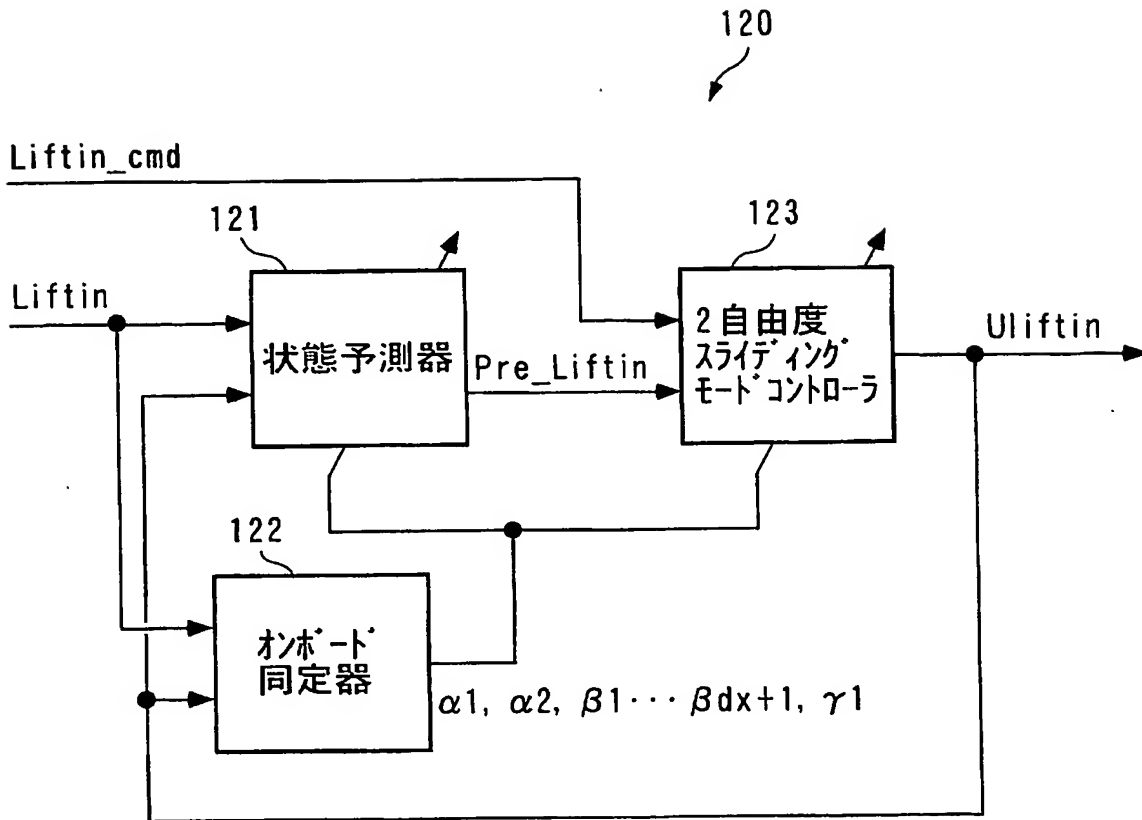 120
Liftin_cmd
121
123
Liftin
状態予測器
Pre_Liftin
2自由度
スライディング
モードコントローラ
Uliftin
122
オンボード
同定器
α1, α2, β1··· βdx+1, γ1